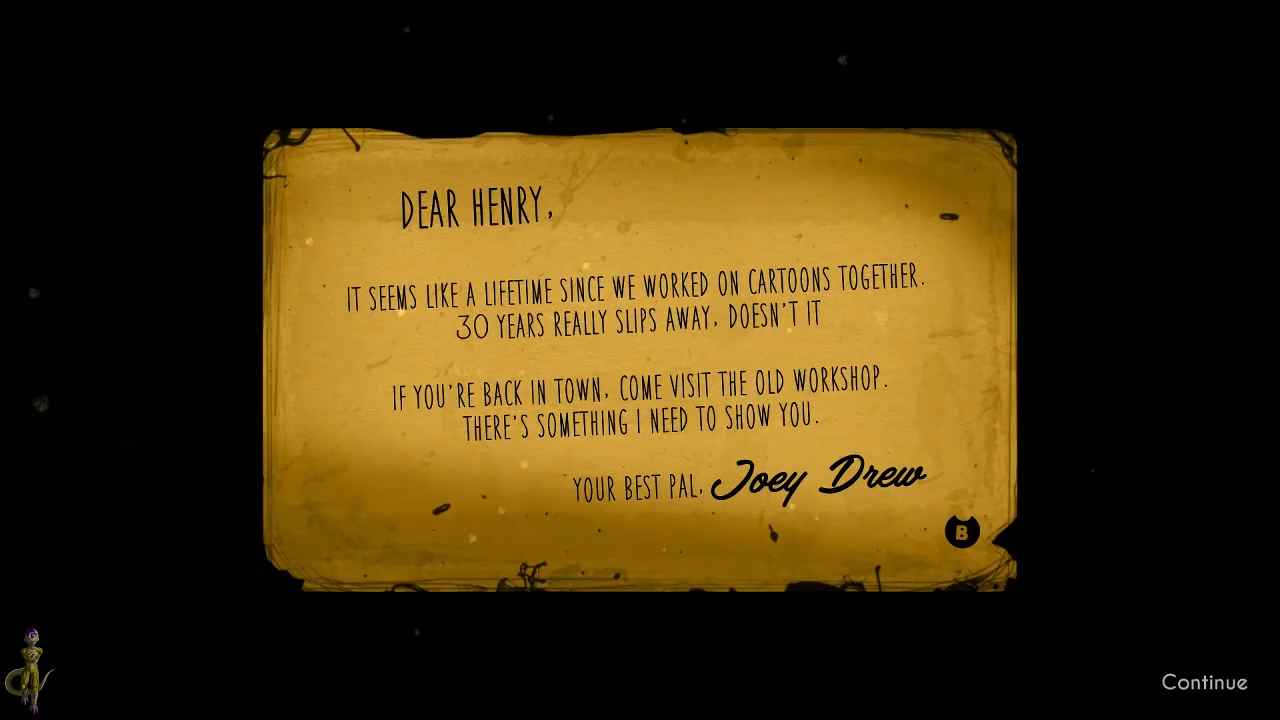 DEAR HENRY,
IT SEEMS LIKE A LIFETIME SINCE WE WORKED ON CARTOONS TOGETHER.
30 YEARS REALLY SLIPS AWAY, DOESN'T IT
IF YOU'RE BACK IN TOWN, COME VISIT THE OLD WORKSHOP.
THERE'S SOMETHING I NEED TO SHOW YOU.
YOUR BEST PAL, Joey Drew
B
Continue